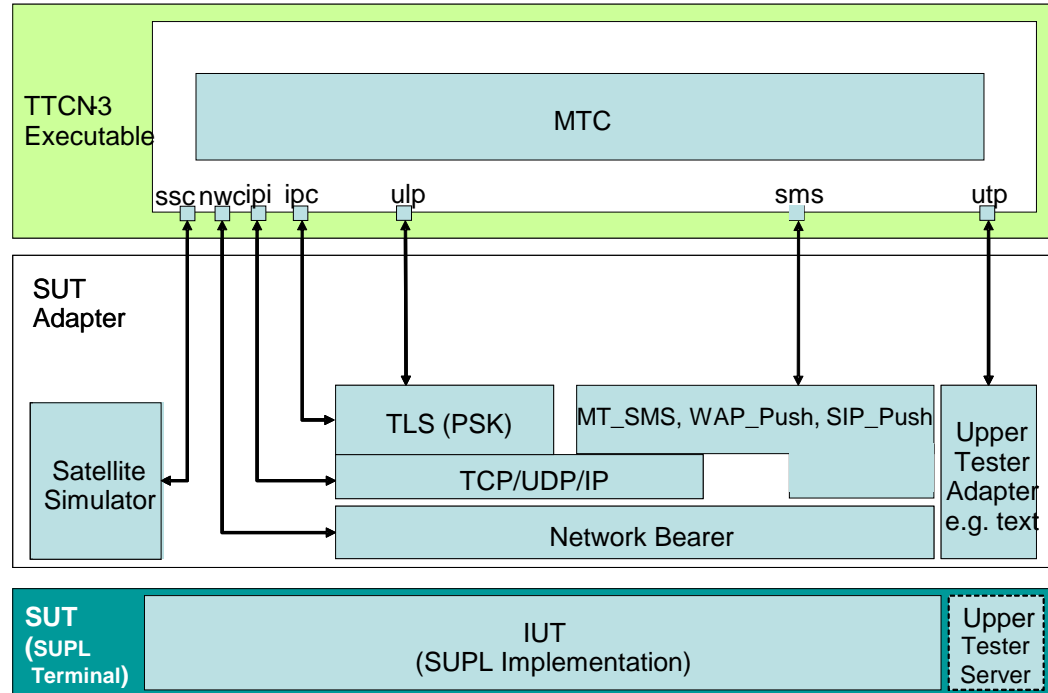 TTCN-3
Executable
MTC
ssc nwc ipi ipc ulp sms utp
SUT
Adapter
Satellite
Simulator
TLS (PSK)
MT_SMS, WAP_Push, SIP_Push
TCP/UDP/IP
Network Bearer
Upper
Tester
Adapter
e.g. text
SUT
(SUPL
Terminal)
IUT
(SUPL Implementation)
Upper
Tester
Server